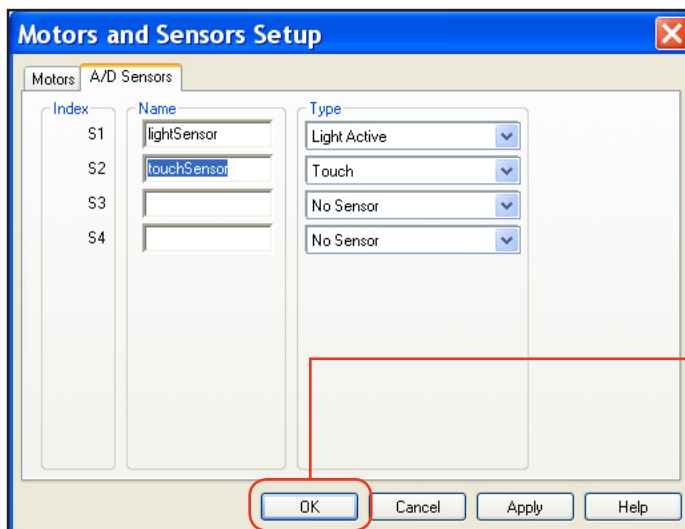 Motors and Sensors Setup
Motors A/D Sensors
Index Name Type
S1 lightSensor Light Active
S2 touchSensor Touch
S3 No Sensor
S4 No Sensor
OK Cancel Apply Help